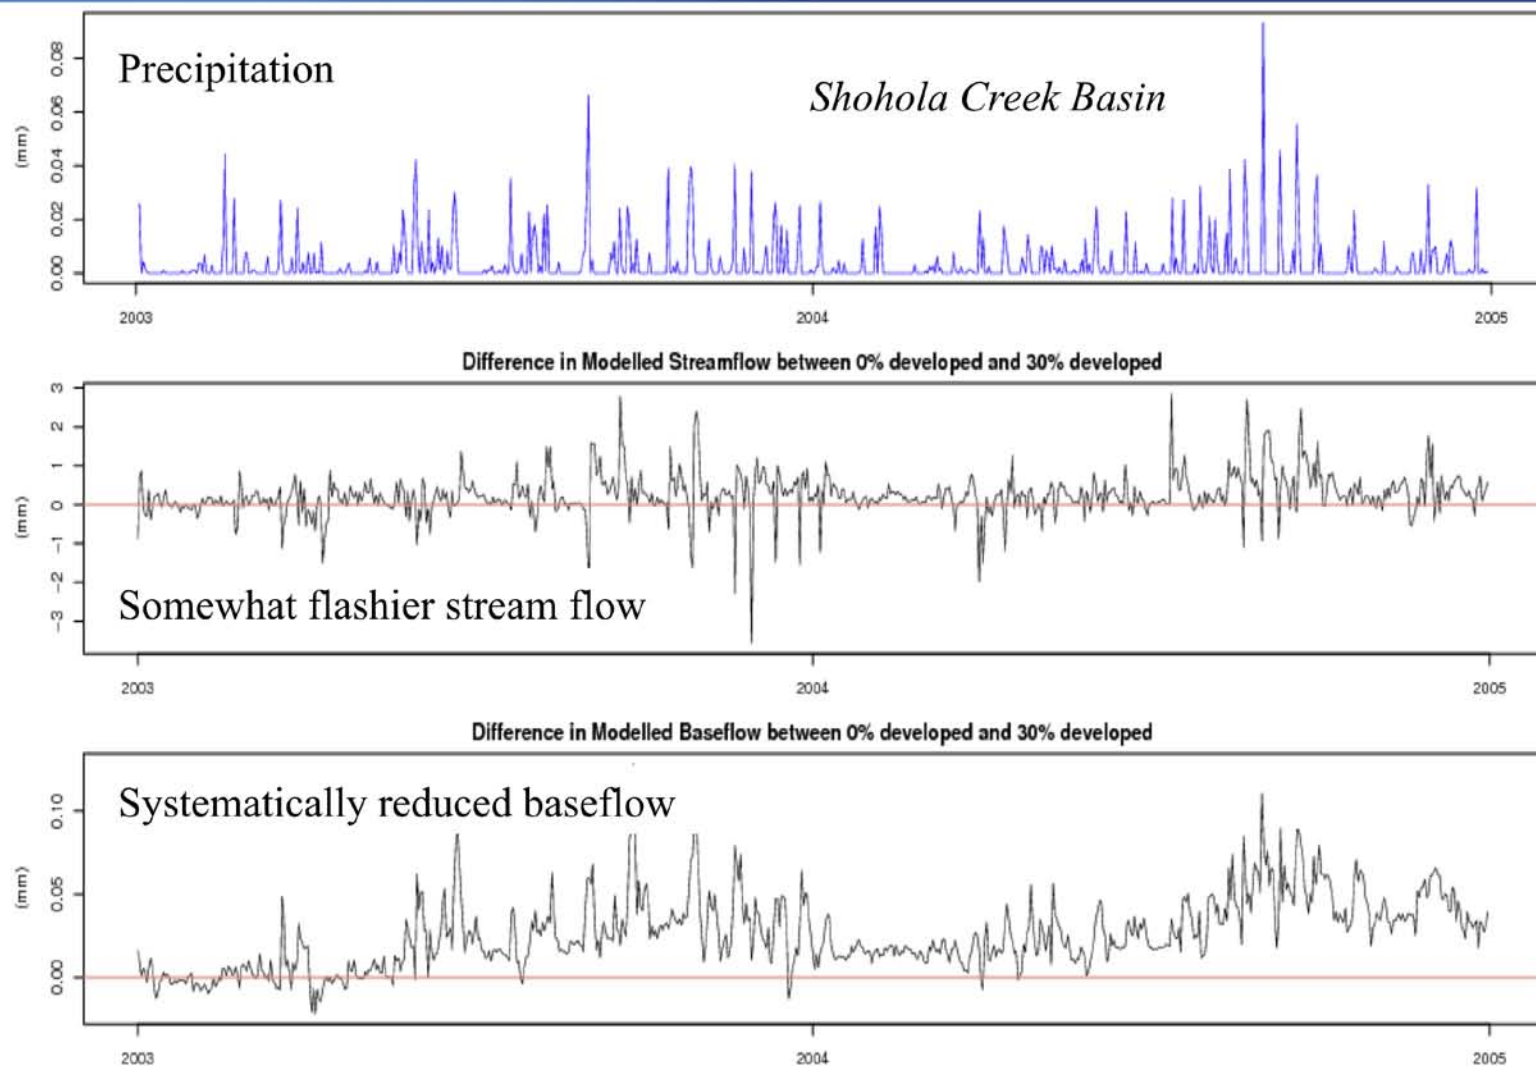 Precipitation
Shohola Creek Basin
(mm)
0.00 0.02 0.04 0.06 0.08
2003 2004 2005
Difference in Modelled Streamflow between 0% developed and 30% developed
(mm)
-3 -2 -1 0 1 2 3
Somewhat flashier stream flow
2003 2004 2005
Difference in Modelled Baseflow between 0% developed and 30% developed
Systematically reduced baseflow
(mm)
0.00 0.05 0.10
2003 2004 2005